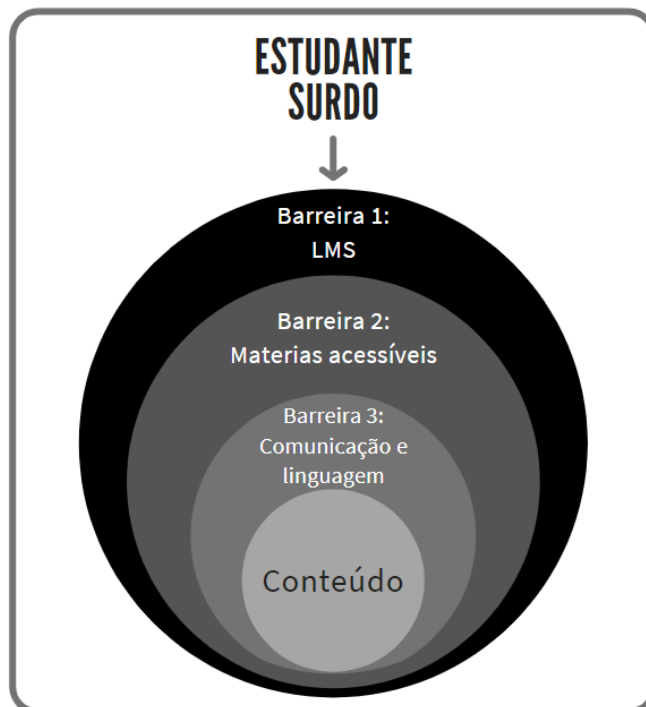 ESTUDANTE
SURDO
Barreira 1:
LMS
Barreira 2:
Materias acessíveis
Barreira 3:
Comunicação e
linguagem
Conteúdo